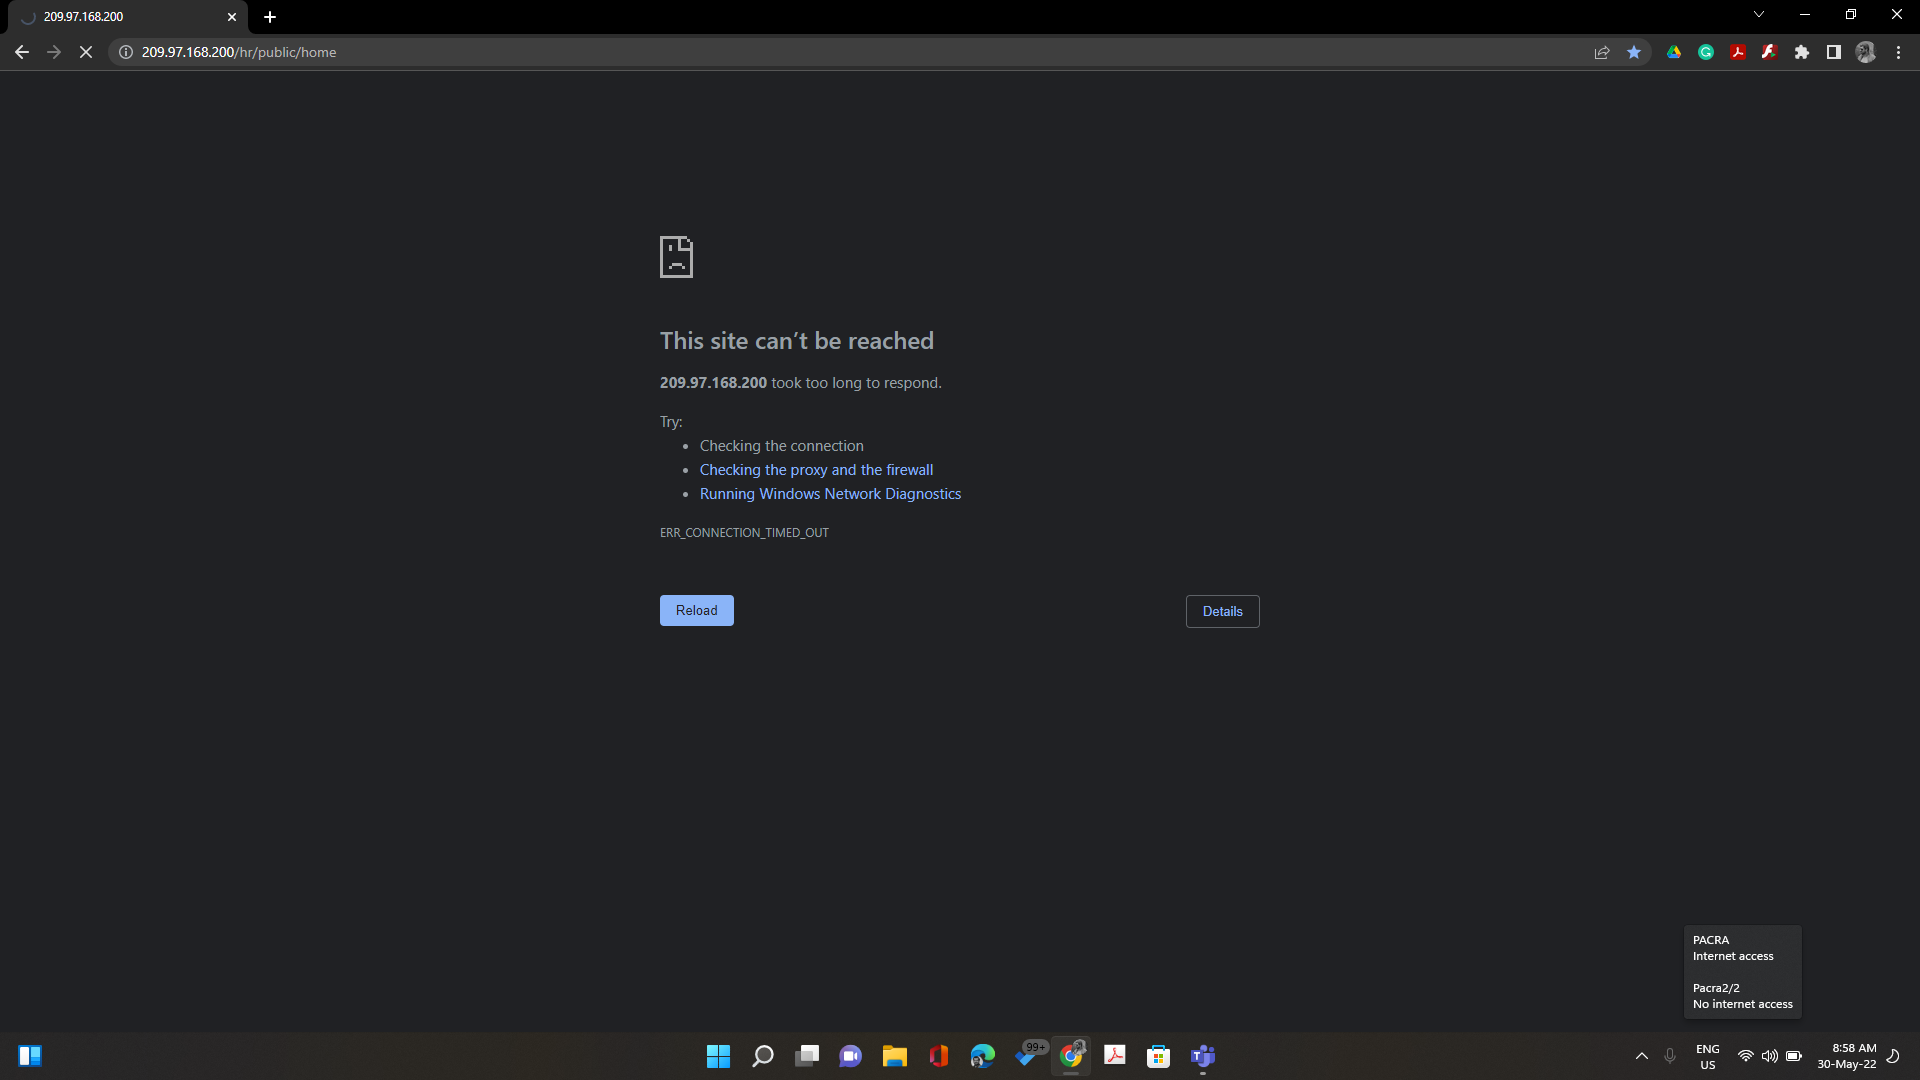 209.97.168.200
209.97.168.200/hr/public/home
This site can’t be reached
209.97.168.200 took too long to respond.
Try:
Checking the connection
Checking the proxy and the firewall
Running Windows Network Diagnostics
ERR_CONNECTION_TIMED_OUT
Reload
Details
PACRA
Internet access
Pacra2/2
No internet access
99+
ENG
US
8:58 AM
30-May-22